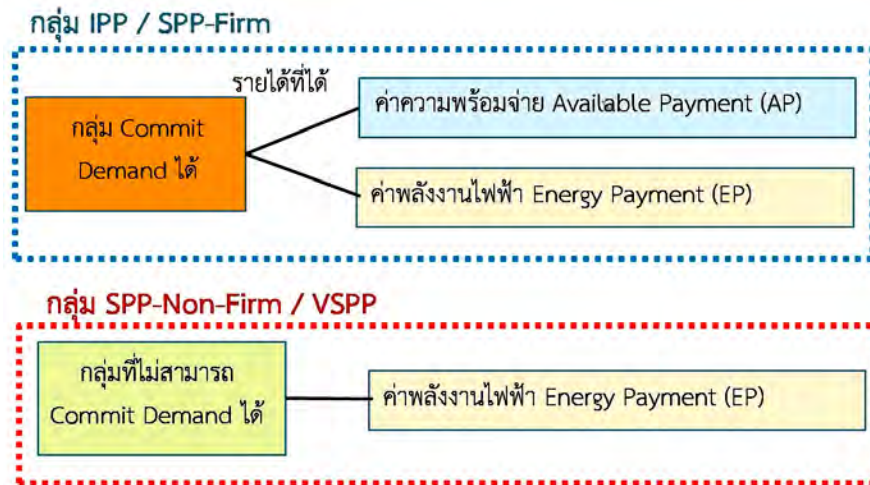 กลุ่ม IPP / SPP-Firm
รายได้ที่ได้
กลุ่ม Commit
Demand ได้
ค่าความพร้อมจ่าย Available Payment (AP)
ค่าพลังงานไฟฟ้า Energy Payment (EP)
กลุ่ม SPP-Non-Firm / VSPP
กลุ่มที่ไม่สามารถ
Commit Demand ได้
ค่าพลังงานไฟฟ้า Energy Payment (EP)